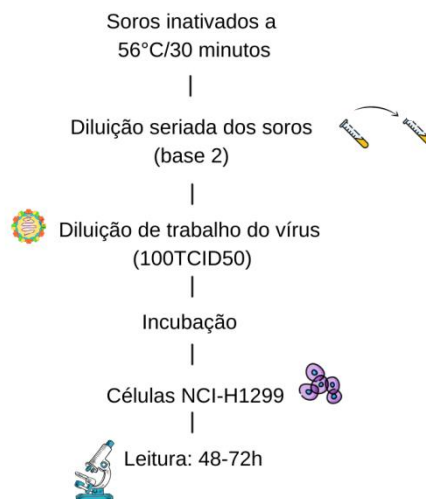 Soros inativados a
56°C/30 minutos
Diluição seriada dos soros
(base 2)
Diluição de trabalho do vírus
(100TCID50)
Incubação
Células NCI-H1299
Leitura: 48-72h